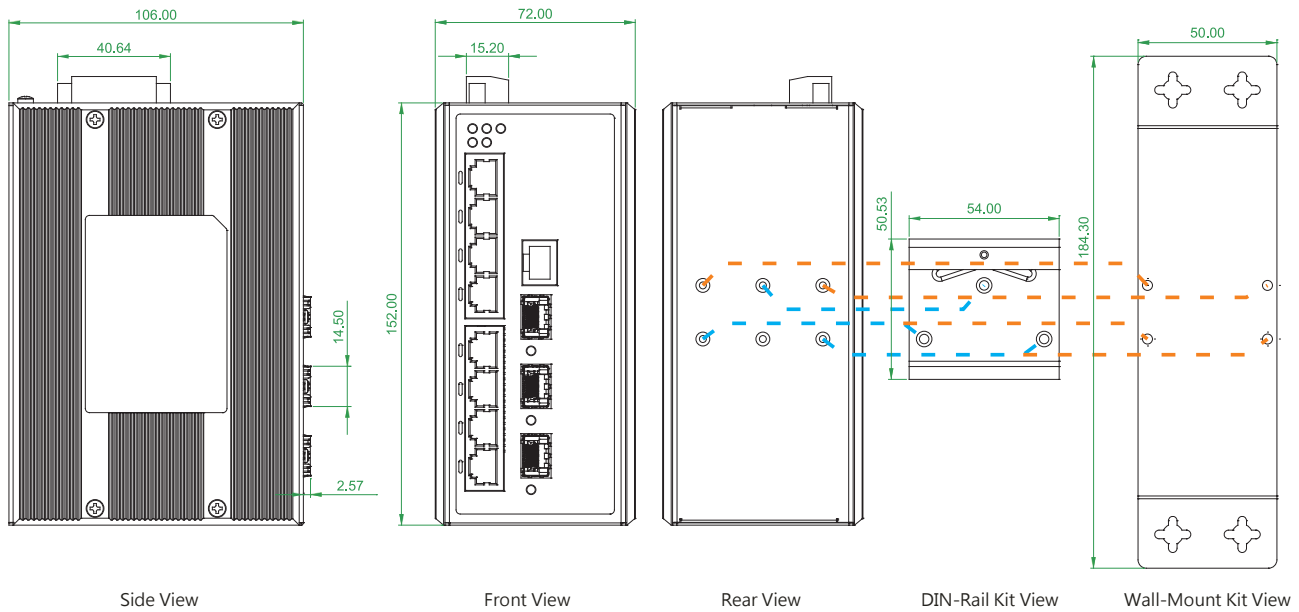 106.00
40.64
14.50
2.57
Side View
72.00
15.20
152.00
Front View
Rear View
50.53
54.00
DIN-Rail Kit View
184.30
50.00
Wall-Mount Kit View